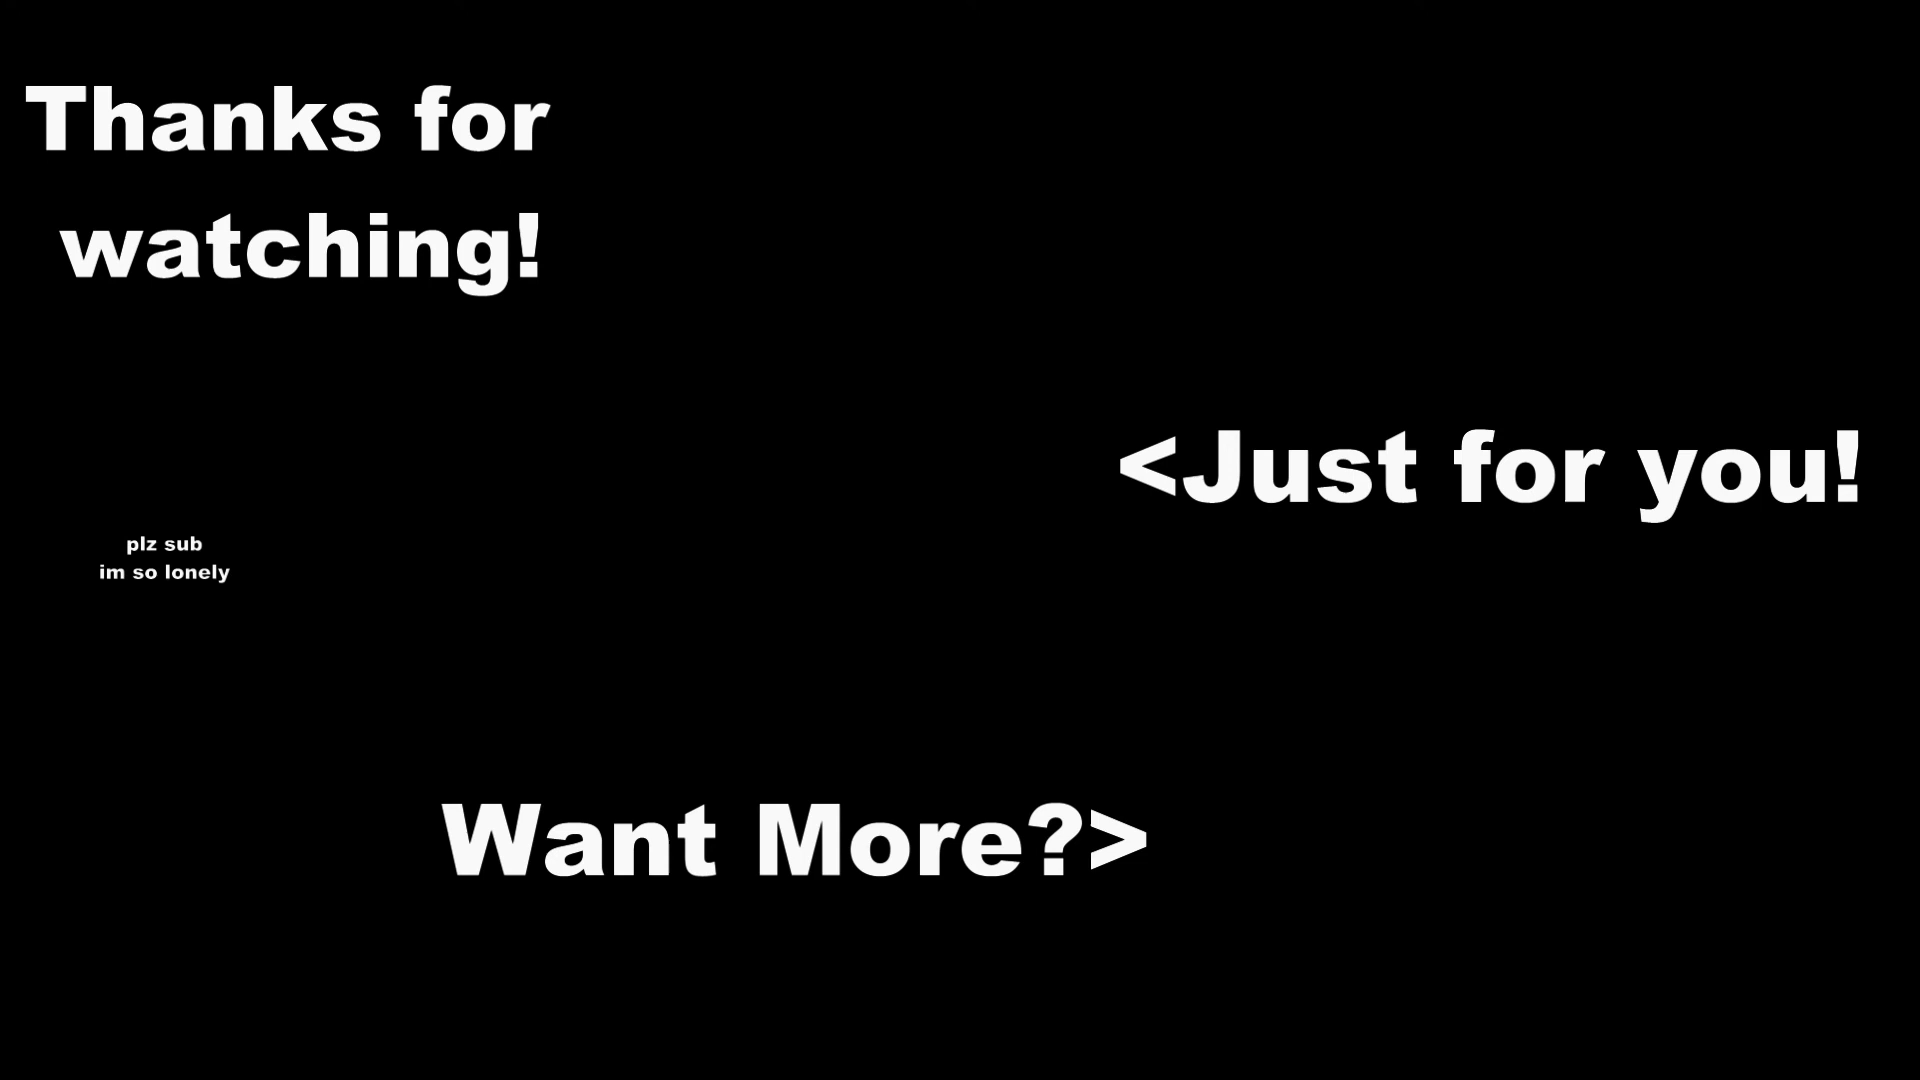 Thanks for
watching!
<Just for you!
plz sub
im so lonely
Want More?>